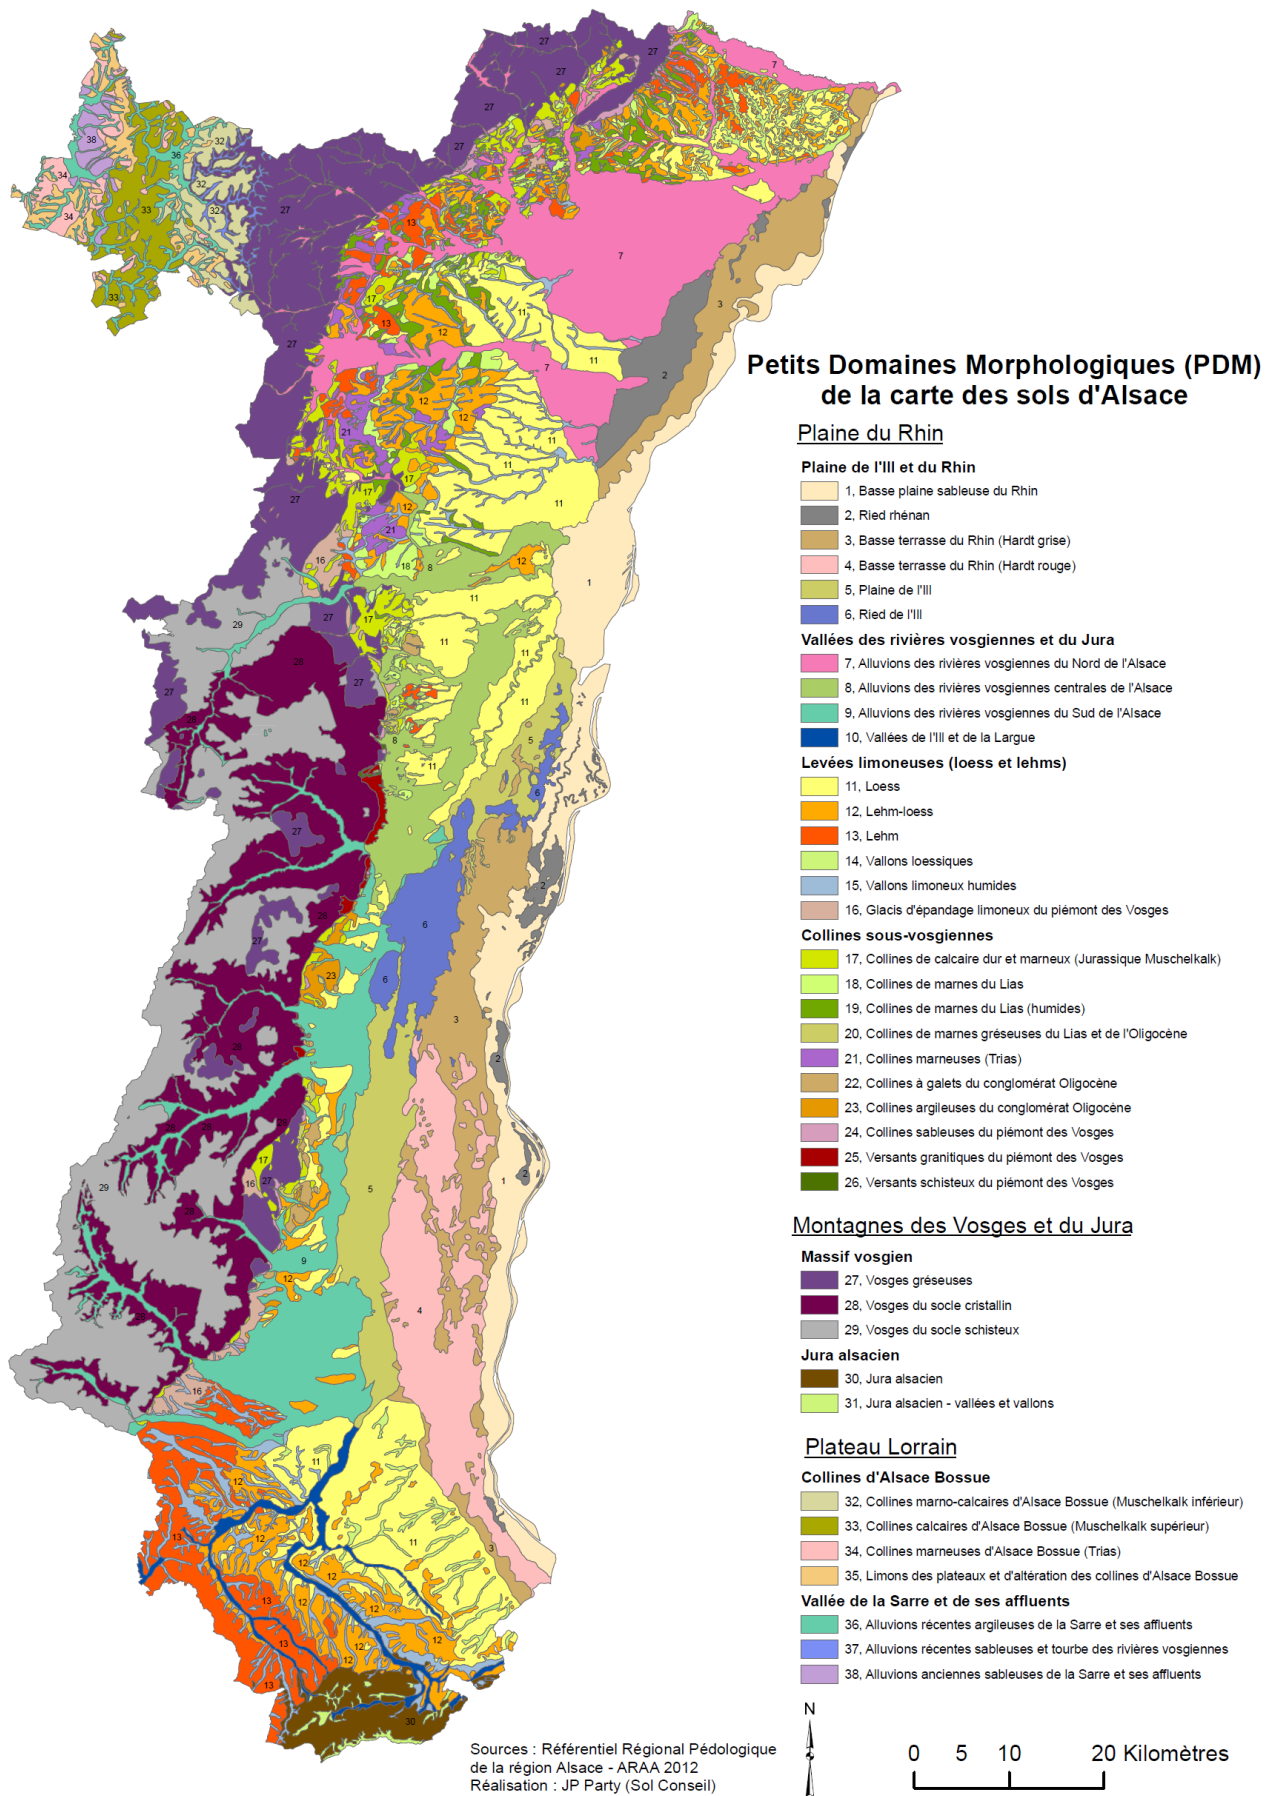 Petits Domaines Morphologiques (PDM)
de la carte des sols d'Alsace
Plaine du Rhin
Plaine de l'Ill et du Rhin
1, Basse plaine sableuse du Rhin
2, Ried rhénan
3, Basse terrasse du Rhin (Hardt grise)
4, Basse terrasse du Rhin (Hardt rouge)
5, Plaine de l'Ill
6, Ried de l'Ill
Vallées des rivières vosgiennes et du Jura
7, Alluvions des rivières vosgiennes du Nord de l'Alsace
8, Alluvions des rivières vosgiennes centrales de l'Alsace
9, Alluvions des rivières vosgiennes du Sud de l'Alsace
10, Vallées de l'Ill et de la Largue
Levées limoneuses (loess et lehms)
11, Loess
12, Lehm-loess
13, Lehm
14, Vallons loessiques
15, Vallons limoneux humides
16, Glacis d'épandage limoneux du piémont des Vosges
Collines sous-vosgiennes
17, Collines de calcaire dur et marneux (Jurassique Muschelkalk)
18, Collines de marnes du Lias
19, Collines de marnes du Lias (humides)
20, Collines de marnes gréseuses du Lias et de l'Oligocène
21, Collines marneuses (Trias)
22, Collines à galets du conglomérat Oligocène
23, Collines argileuses du conglomérat Oligocène
24, Collines sableuses du piémont des Vosges
25, Versants granitiques du piémont des Vosges
26, Versants schisteux du piémont des Vosges
Montagnes des Vosges et du Jura
Massif vosgien
27, Vosges gréseuses
28, Vosges du socle cristallin
29, Vosges du socle schisteux
Jura alsacien
30, Jura alsacien
31, Jura alsacien - vallées et vallons
Plateau Lorrain
Collines d'Alsace Bossue
32, Collines marno-calcaires d'Alsace Bossue (Muschelkalk inférieur)
33, Collines calcaires d'Alsace Bossue (Muschelkalk supérieur)
34, Collines marneuses d'Alsace Bossue (Trias)
35, Limons des plateaux et d'altération des collines d'Alsace Bossue
Vallée de la Sarre et de ses affluents
36, Alluvions récentes argileuses de la Sarre et ses affluents
37, Alluvions récentes sableuses et tourbe des rivières vosgiennes
38, Alluvions anciennes sableuses de la Sarre et ses affluents
N
0 5 10 20 Kilomètres
Sources : Référentiel Régional Pédologique
de la région Alsace - ARAA 2012
Réalisation : JP Party (Sol Conseil)